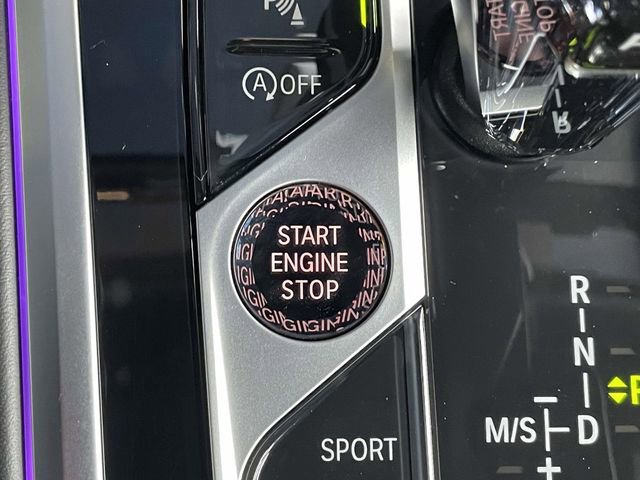 P
A OFF
START
ENGINE
STOP
R
N
P
M/S D
SPORT